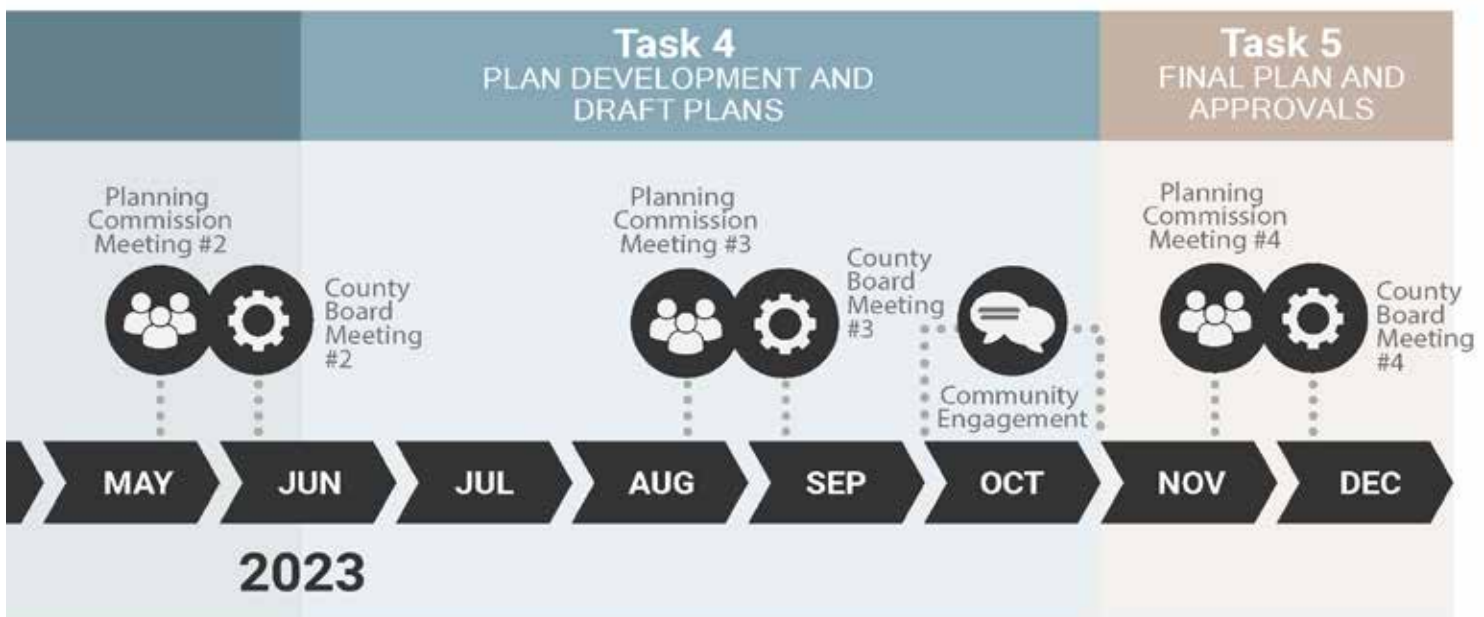 Task 4
PLAN DEVELOPMENT AND
DRAFT PLANS
Task 5
FINAL PLAN AND
APPROVALS
Planning
Commission
Meeting #2
County
Board
Meeting
#2
Planning
Commission
Meeting #3
County
Board
Meeting
#3
Community
Engagement
Planning
Commission
Meeting #4
County
Board
Meeting
#4
MAY
JUN
JUL
AUG
SEP
OCT
NOV
DEC
2023